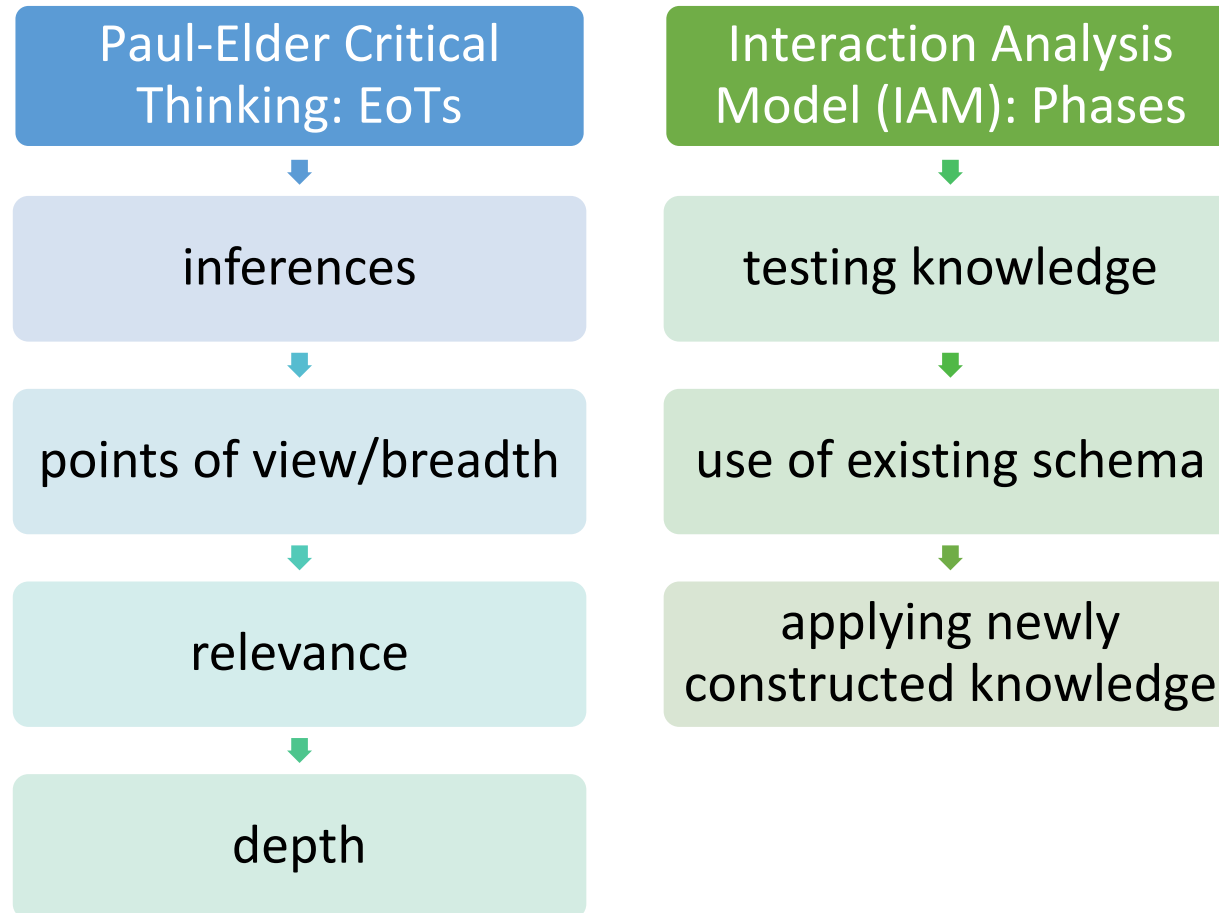 Paul-Elder Critical
Thinking: EoTs
inferences
points of view/breadth
relevance
depth
Interaction Analysis
Model (IAM): Phases
testing knowledge
use of existing schema
applying newly
constructed knowledge